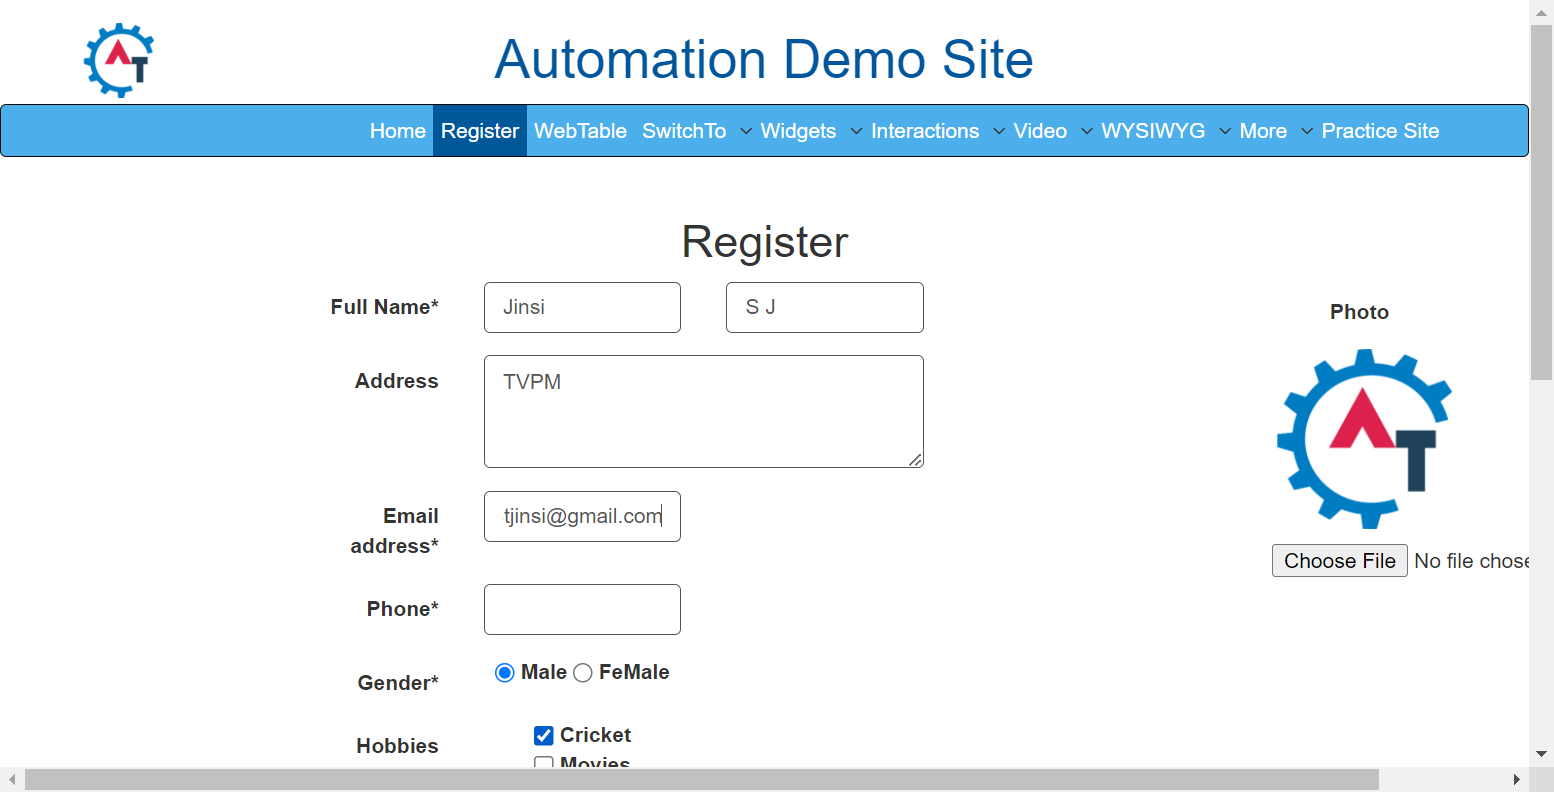 AT
Automation Demo Site
Home Register WebTable SwitchTo Widgets Interactions Video WYSIWYG More Practice Site
Register
Full Name* Jinsi S J
Photo
Address TVPM
AT
Email address* tjinsi@gmail.com
Choose File No file chose
Phone*
Gender* Male FeMale
Hobbies Cricket
Movies